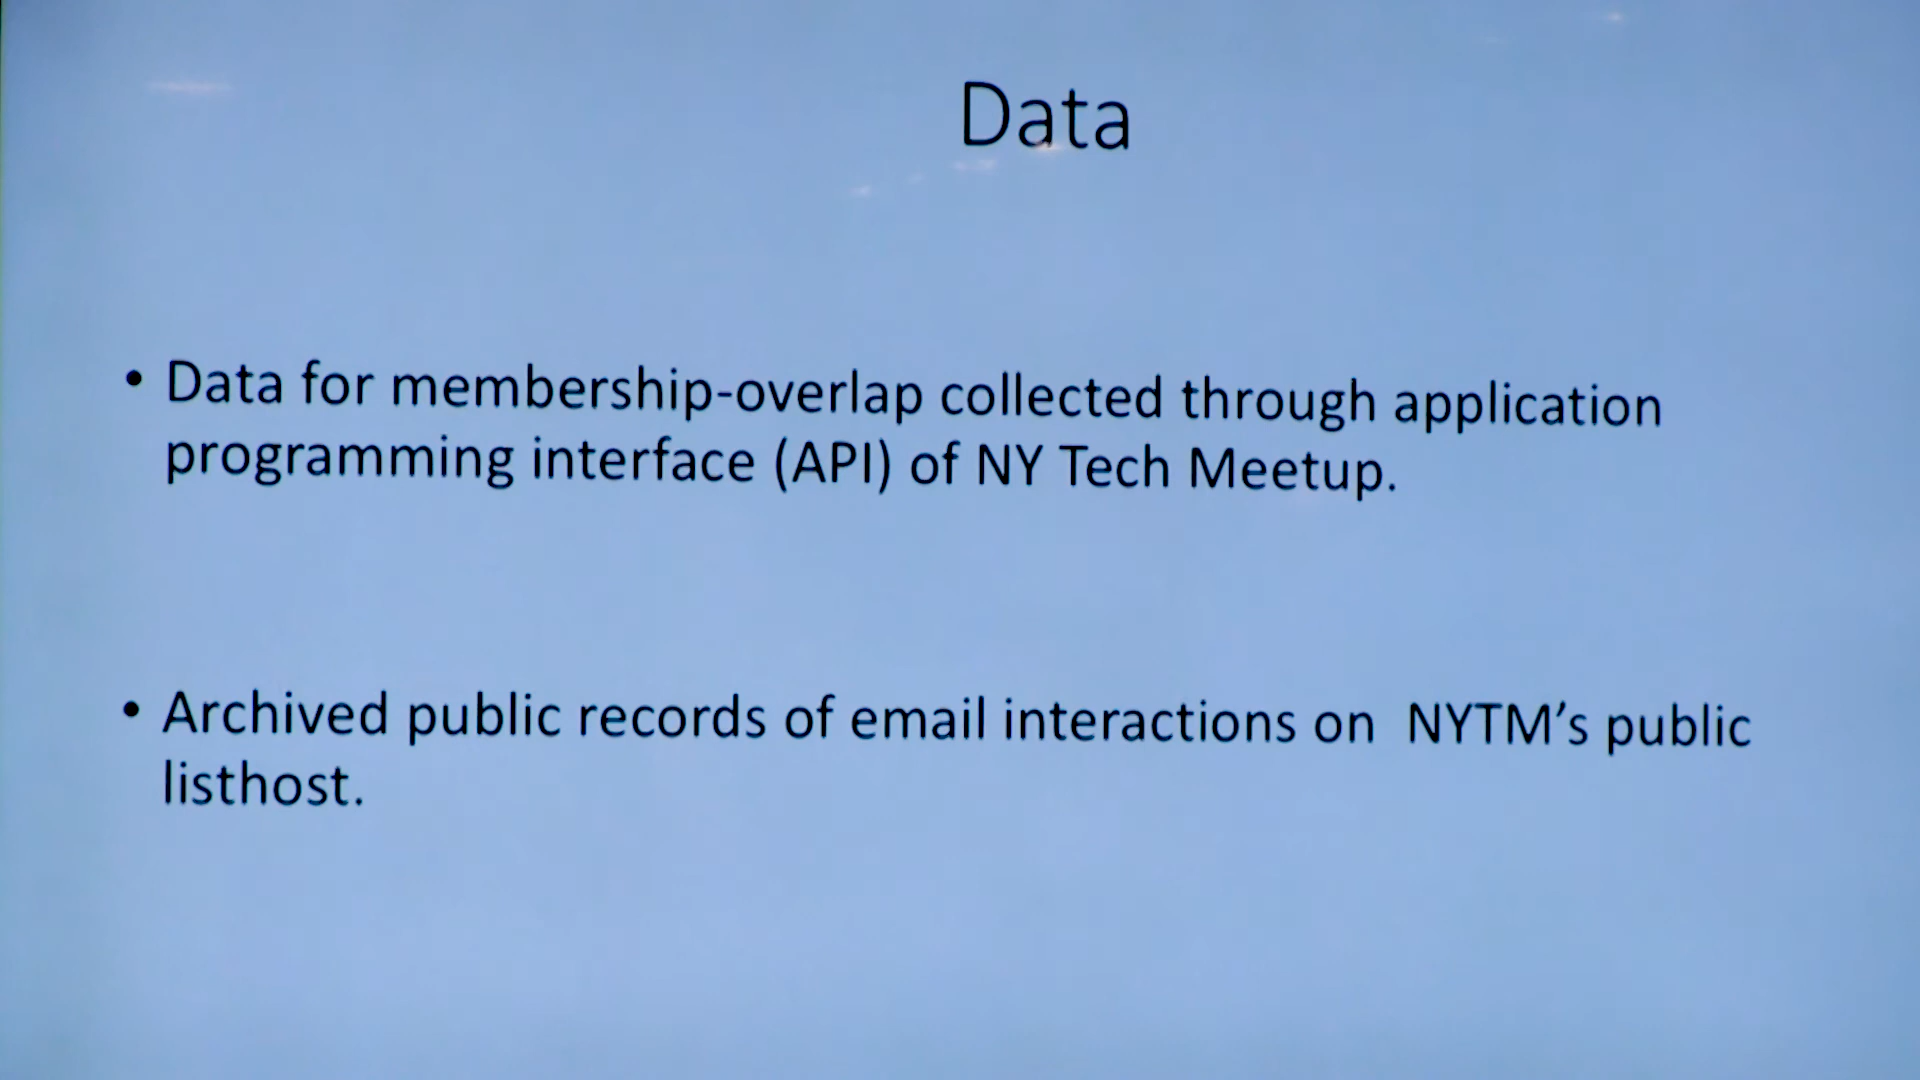 Data
• Data for membership-overlap collected through application
programming interface (API) of NY Tech Meetup.
• Archived public records of email interactions on  NYTM’s public
listhost.